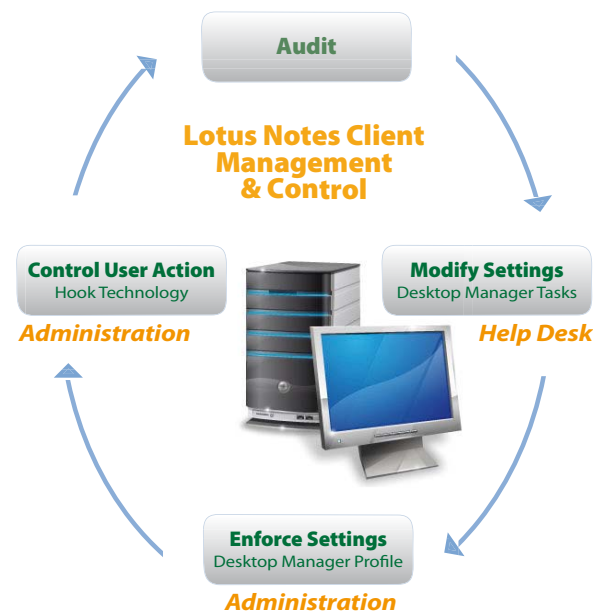 Audit
Lotus Notes Client
Management
& Control
Control User Action
Hook Technology
Administration
Modify Settings
Desktop Manager Tasks
Help Desk
Enforce Settings
Desktop Manager Profile
Administration